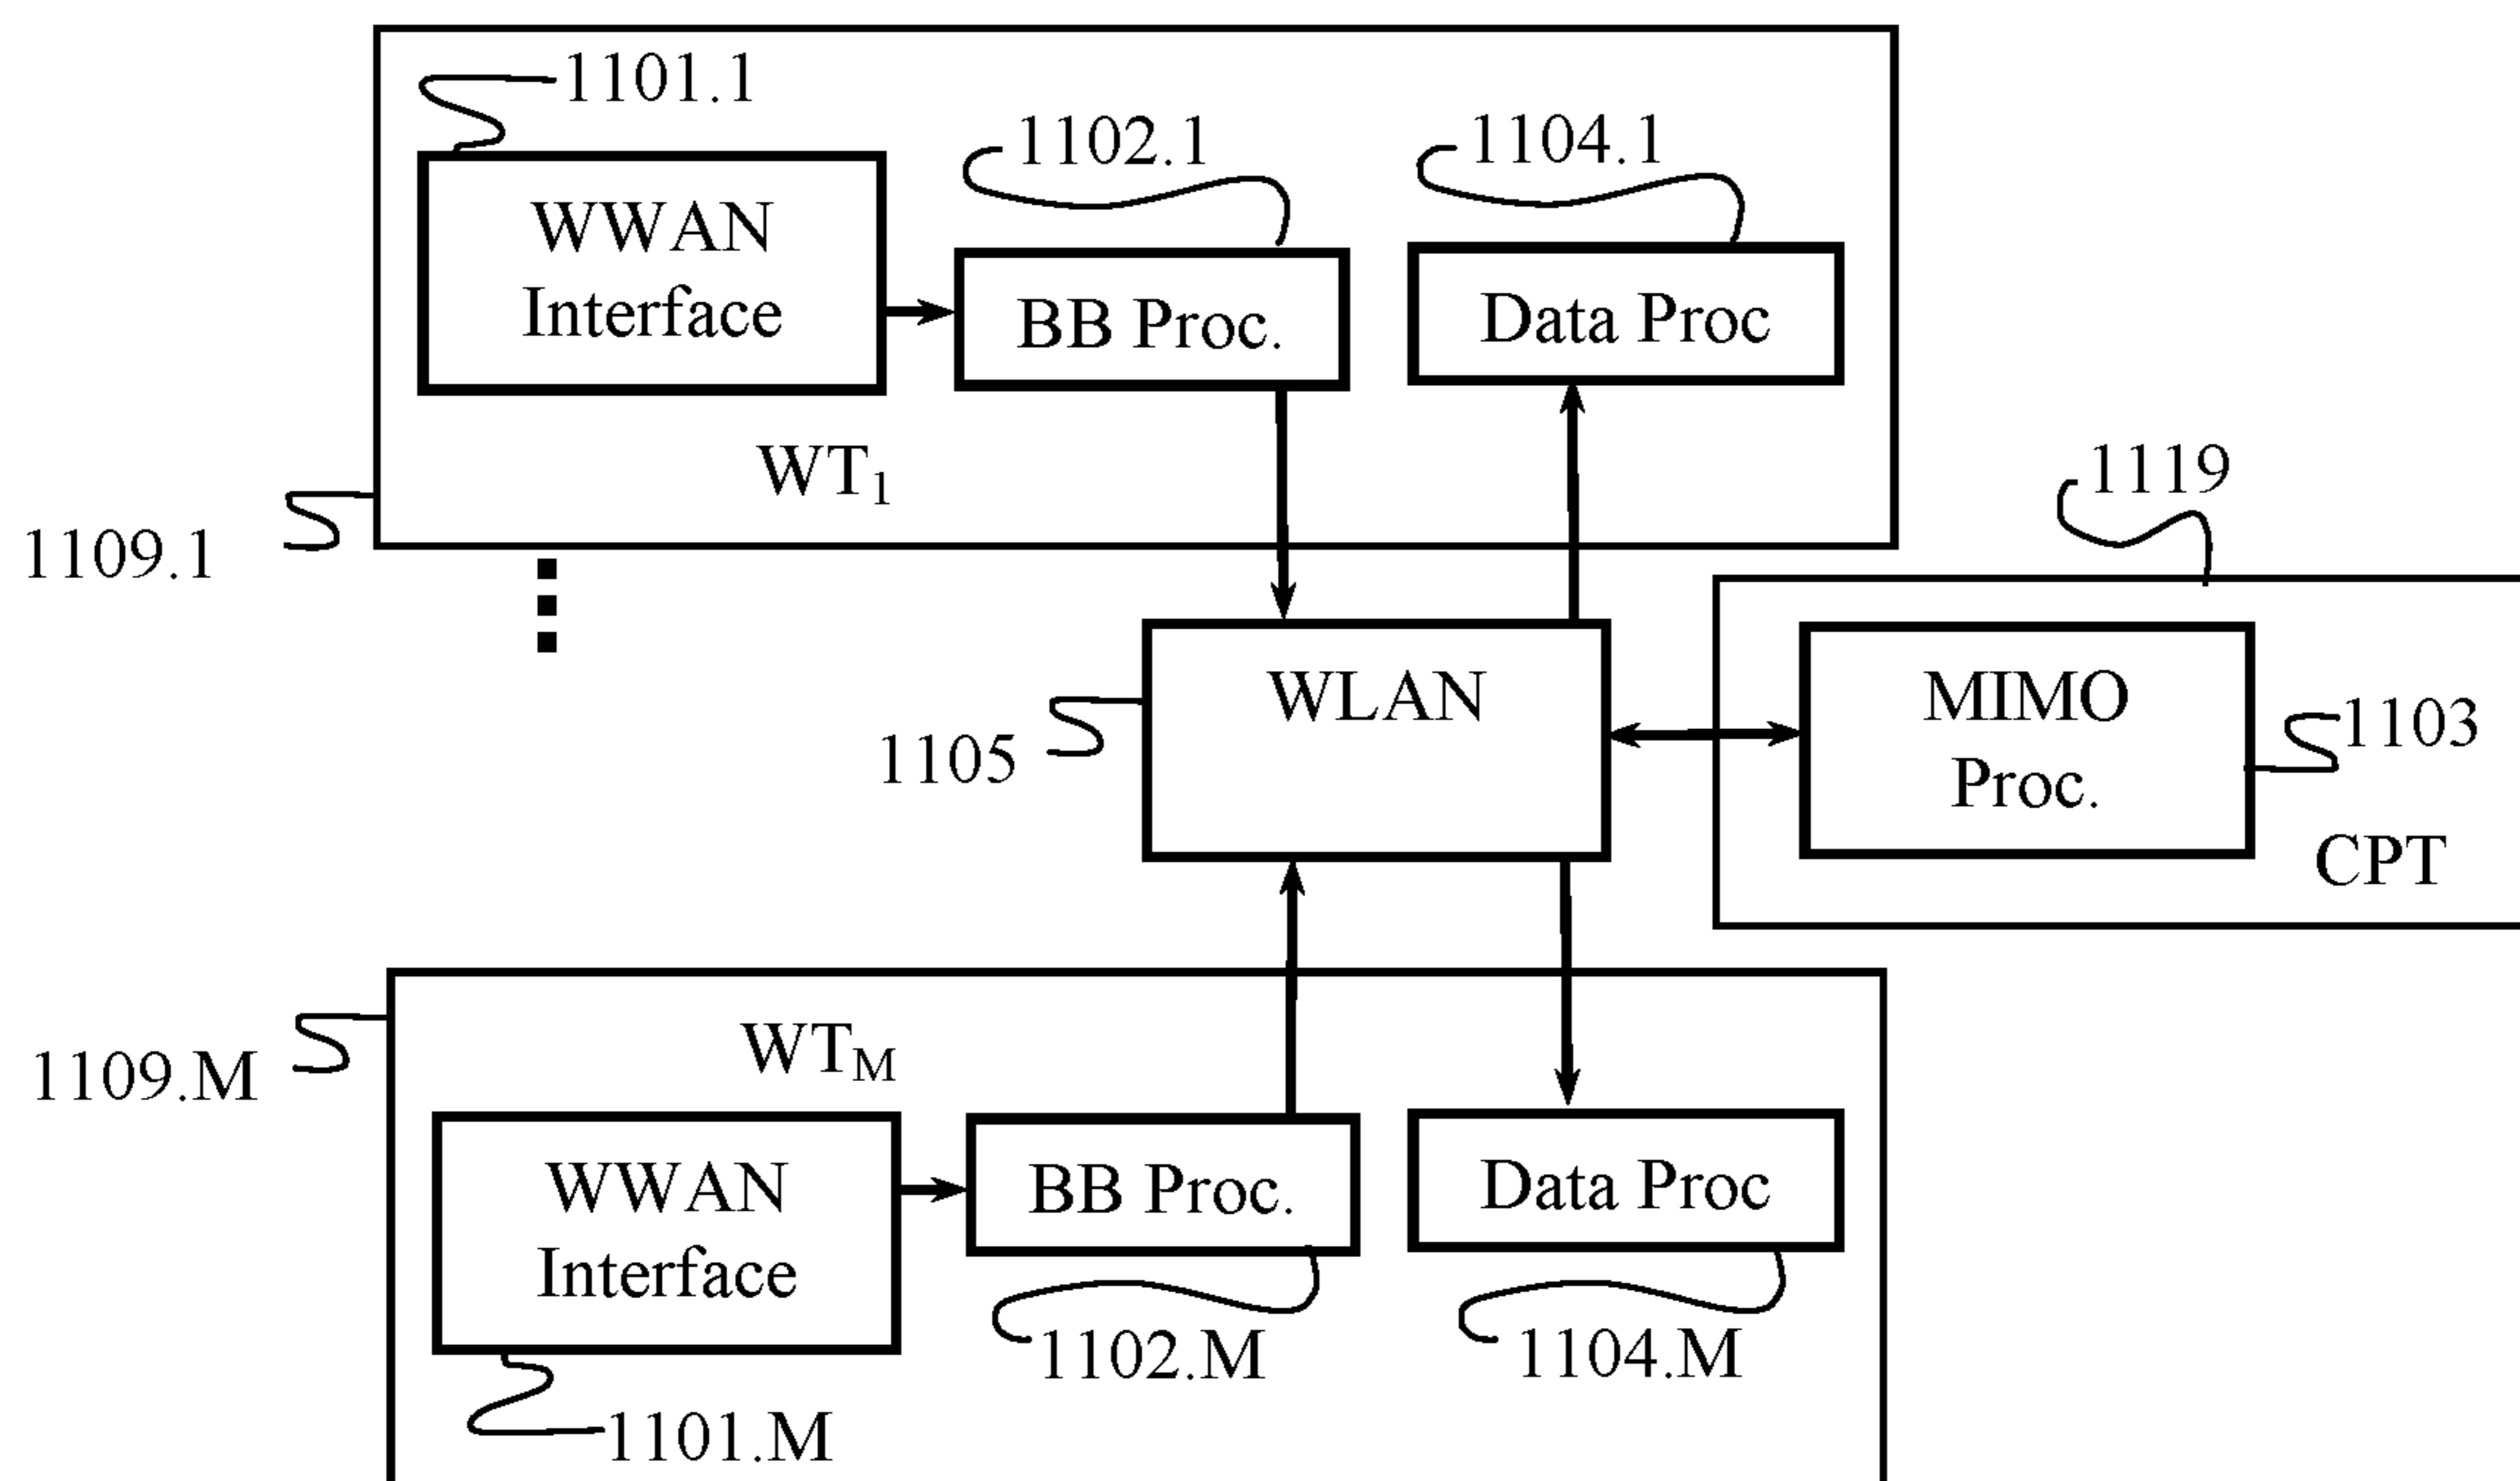 1101.1
1102.1
1104.1
WWAN
Interface
BB Proc.
Data Proc
WT1
1109.1
1119
WLAN
MIMO
Proc.
1103
1105
CPT
1109.M
WTM
WWAN
Interface
BB Proc.
Data Proc
1102.M
1104.M
1101.M